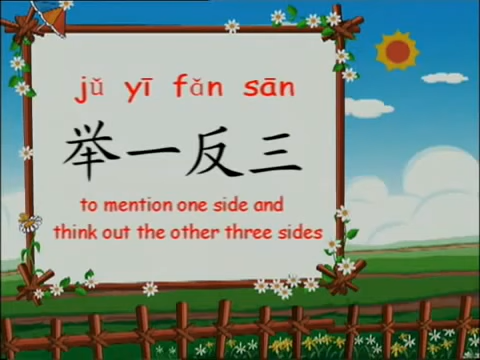 jǔ yī fǎn sān
举一反三
to mention one side and
think out the other three sides